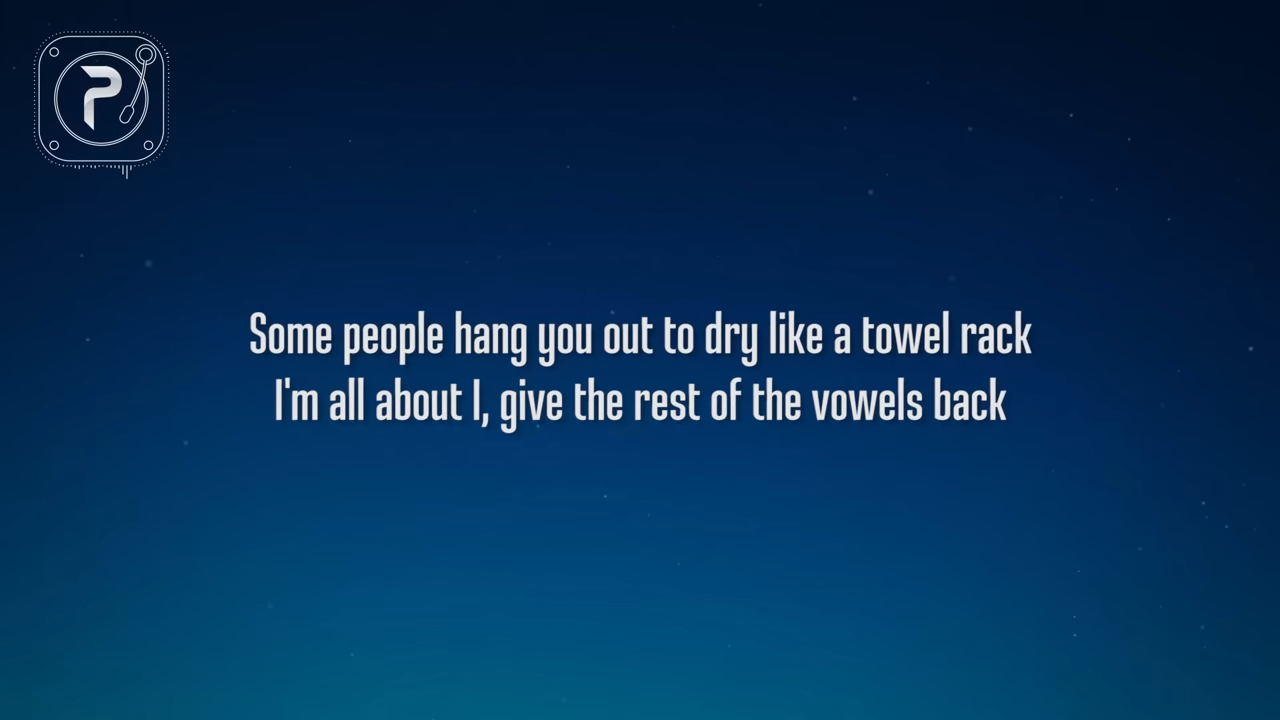 P
Some people hang you out to dry like a towel rack
I'm all about I, give the rest of the vowels back